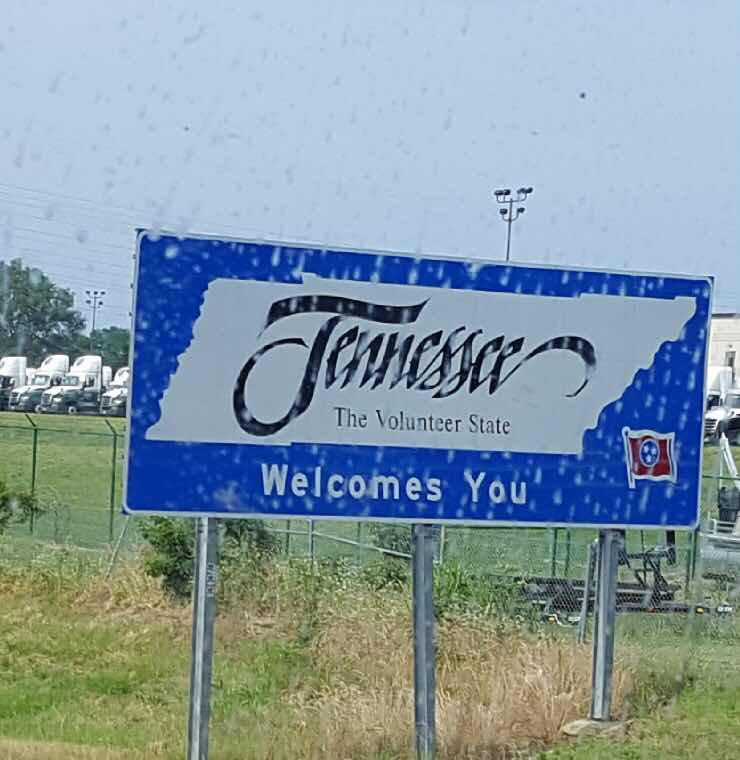 Tennessee
The Volunteer State
Welcomes You